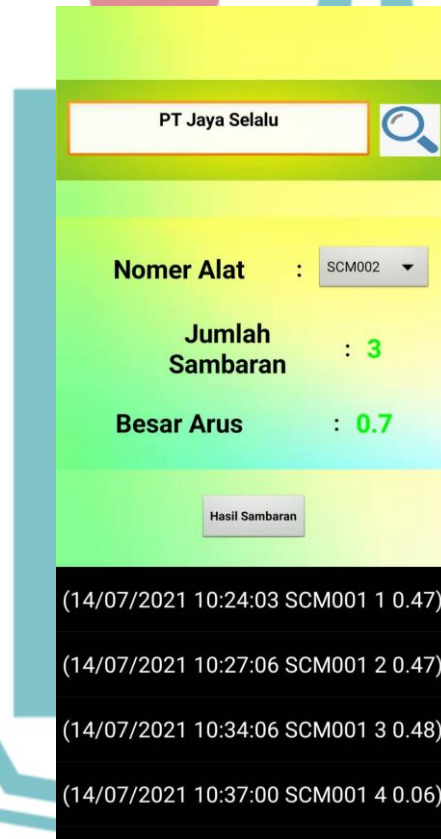 PT Jaya Selalu
Nomer Alat : SCM002
Jumlah
Sambaran : 3
Besar Arus : 0.7
Hasil Sambaran
(14/07/2021 10:24:03 SCM001 1 0.47)
(14/07/2021 10:27:06 SCM001 2 0.47)
(14/07/2021 10:34:06 SCM001 3 0.48)
(14/07/2021 10:37:00 SCM001 4 0.06)